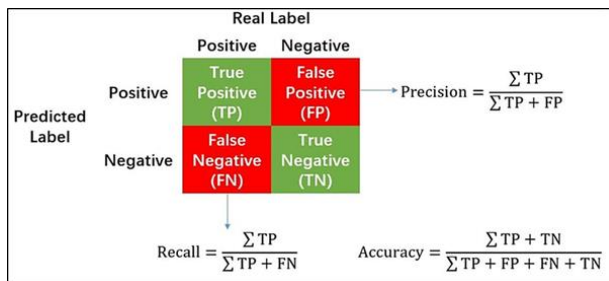 Real Label
Positive Negative
Predicted Label
Positive
True Positive (TP)
False Positive (FP)
Precision = ∑ TP / ∑ TP + FP
Negative
False Negative (FN)
True Negative (TN)
Recall = ∑ TP / ∑ TP + FN
Accuracy = ∑ TP + TN / ∑ TP + FP + FN + TN